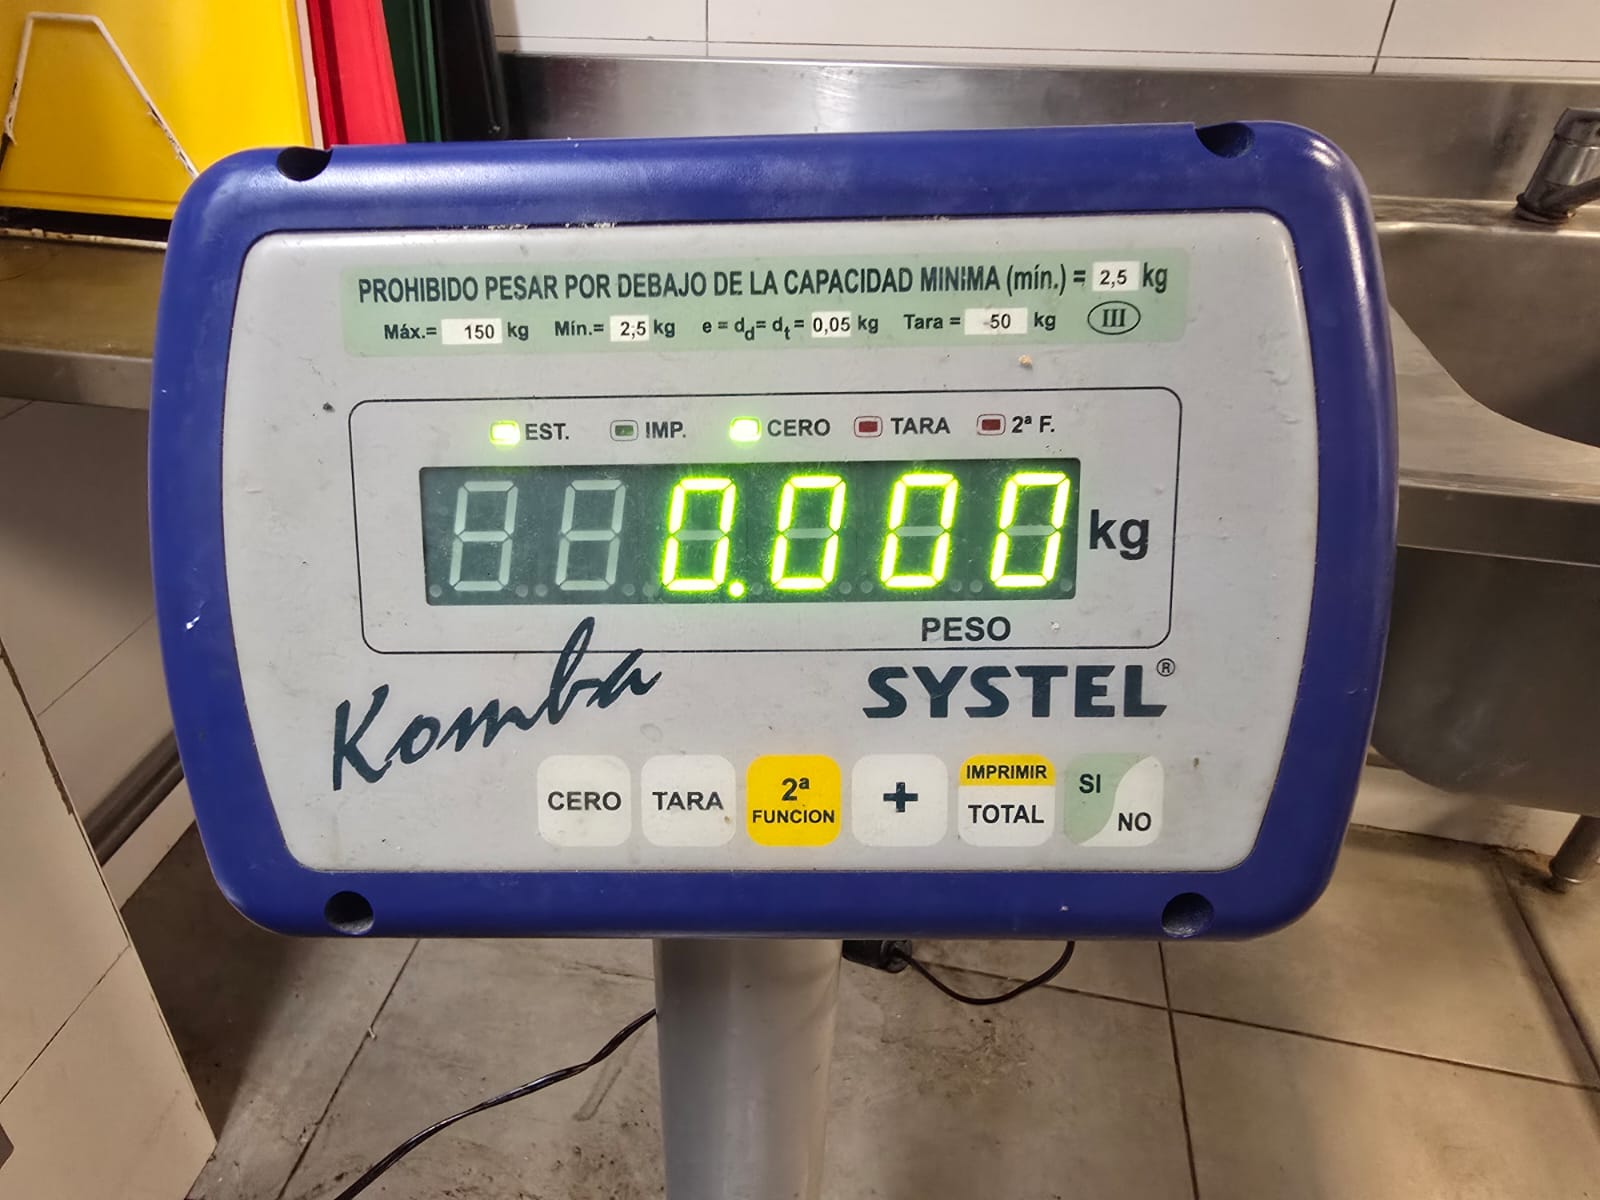 PROHIBIDO PESAR POR DEBAJO DE LA CAPACIDAD MINIMA (mín.) = 2,5 kg
Máx.= 150 kg Mín.= 2,5 kg e = dd= dt= 0,05 kg Tara = -50 kg III
EST. IMP. CERO TARA 2ª F.
0.000 kg
PESO
Komba SYSTEL®
CERO TARA 2ª FUNCION + IMPRIMIR TOTAL SI NO